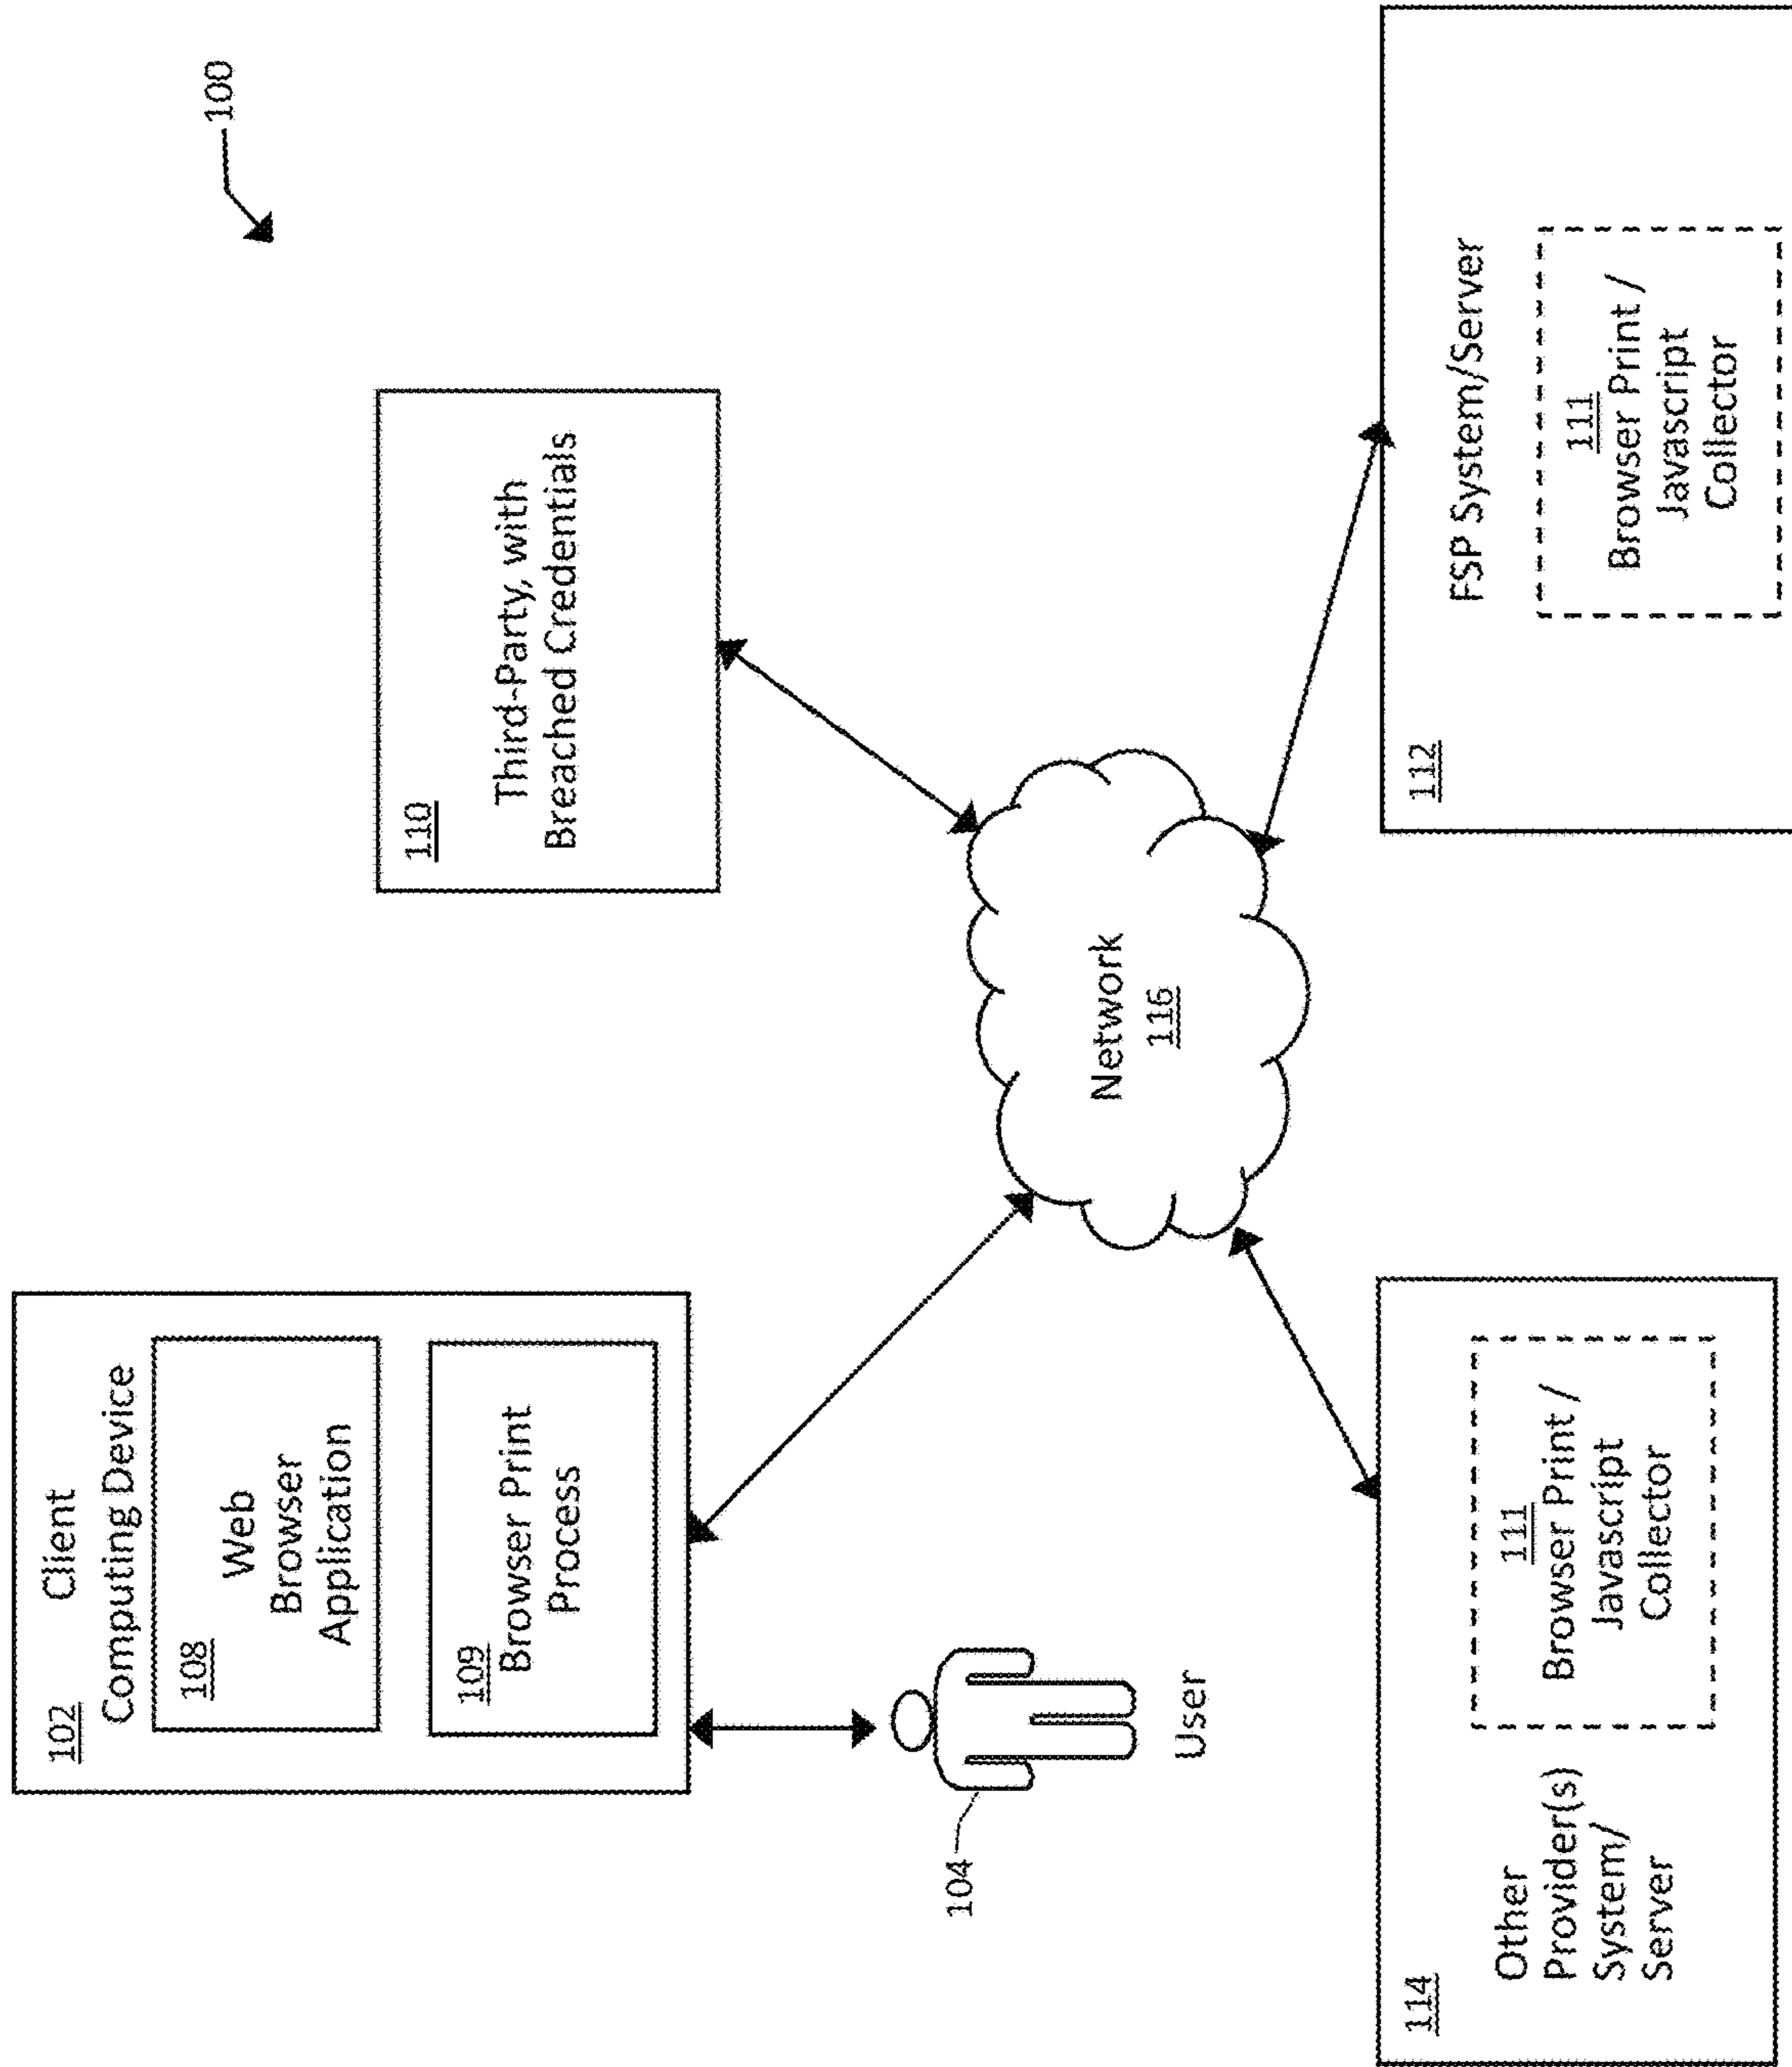 100
102
Client
Computing Device
108
Web
Browser
Application
109
Browser Print
Process
104
User
110
Third-Party, with
Breached Credentials
Network
116
114
Other
Provider(s)
System/
Server
111
Browser Print /
Javascript
Collector
112
FSP System/Server
111
Browser Print /
Javascript
Collector